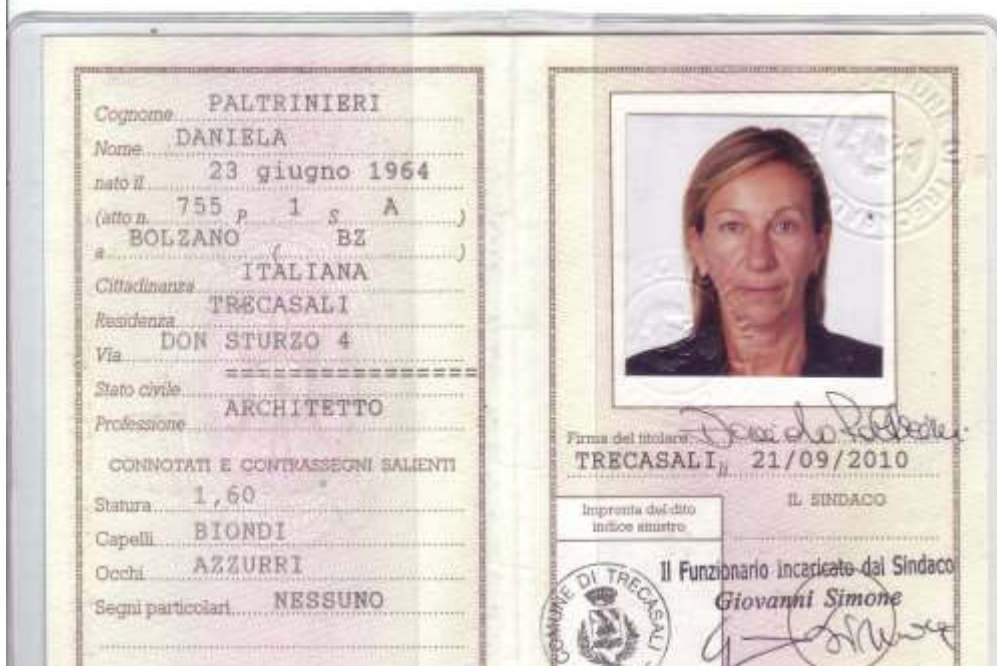 Cognome PALTRINIERI
Nome DANIELA
nato il 23 giugno 1964
(atto n. 755 P 1 S A )
a BOLZANO ( BZ )
Cittadinanza ITALIANA
Residenza TRECASALI
Via DON STURZO 4
Stato civile ================
Professione ARCHITETTO
CONNOTATI E CONTRASSEGNI SALIENTI
Statura 1,60
Capelli BIONDI
Occhi AZZURRI
Segni particolari NESSUNO
Firma del titolare
TRECASALI, li 21/09/2010
IL SINDACO
Impronta del dito
indice sinistro
Il Funzionario incaricato dal Sindaco
Giovanni Simone
COMUNE DI TRECASALI